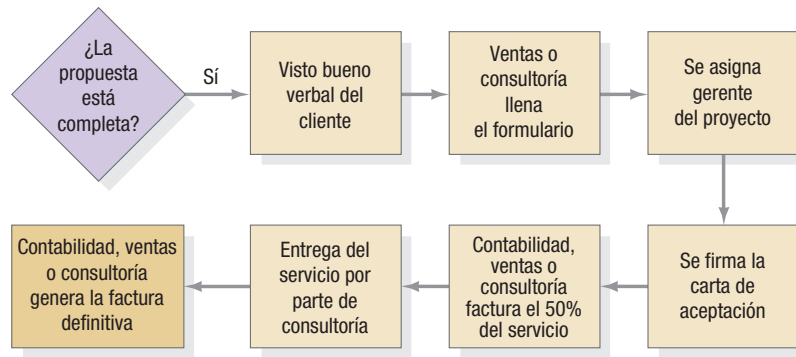 ¿La
propuesta
está
completa?
Sí
Visto bueno
verbal del
cliente
Ventas o
consultoría
llena
el formulario
Se asigna
gerente
del proyecto
Se firma la
carta de
aceptación
Contabilidad,
ventas o
consultoría
factura el 50%
del servicio
Entrega del
servicio por
parte de
consultoría
Contabilidad, ventas
o consultoría
genera la factura
definitiva